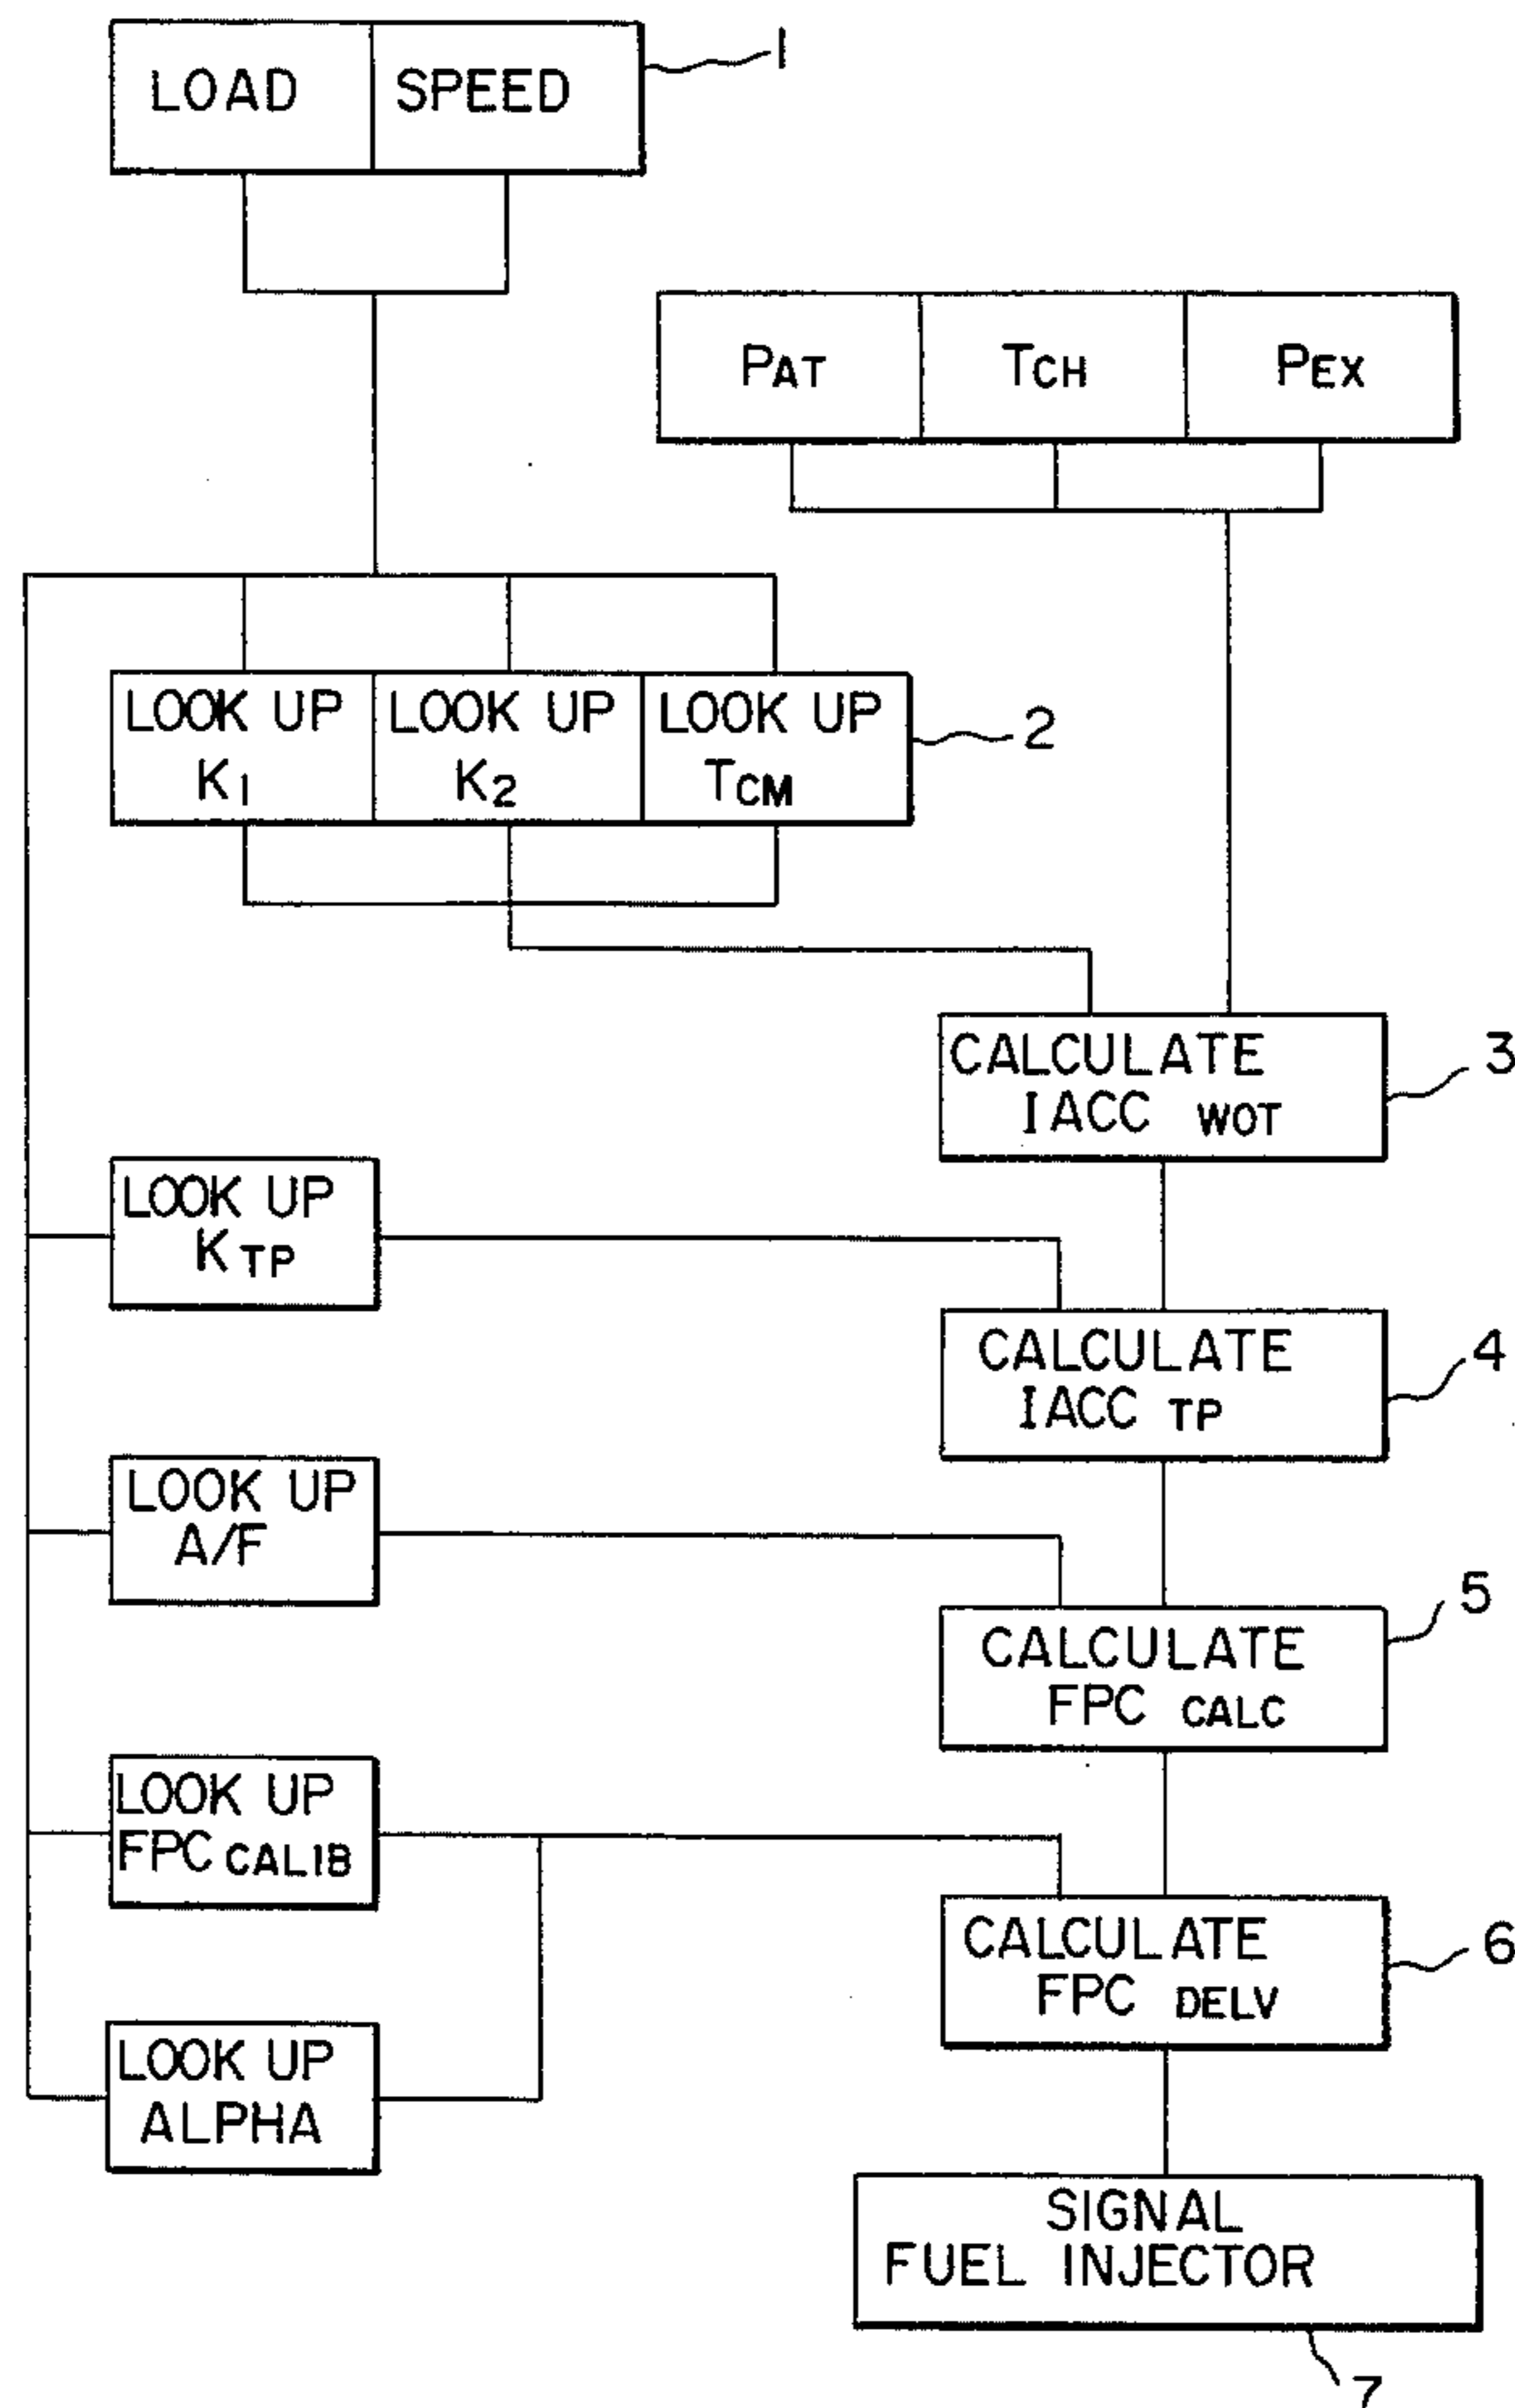 LOAD SPEED 1
PAT TCH PEX
LOOK UP K1
LOOK UP K2
LOOK UP TCM
2
CALCULATE
IACC WOT
3
LOOK UP
KTP
CALCULATE
IACC TP
4
LOOK UP
A/F
CALCULATE
FPC CALC
5
LOOK UP
FPC CALIB
CALCULATE
FPC DELV
6
LOOK UP
ALPHA
SIGNAL
FUEL INJECTOR
7